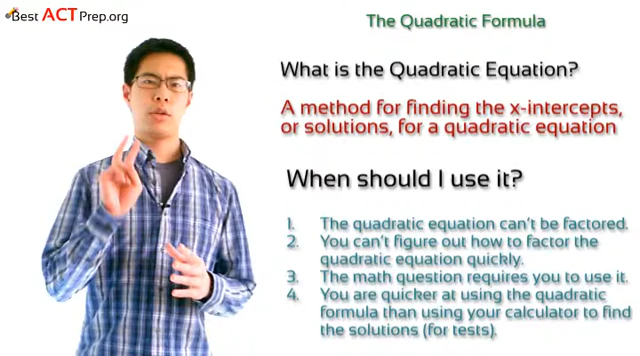 Best ACT Prep.org
The Quadratic Formula
What is the Quadratic Equation?
A method for finding the x-intercepts,
or solutions, for a quadratic equation
When should I use it?
1. The quadratic equation can't be factored.
2. You can't figure out how to factor the
quadratic equation quickly.
3. The math question requires you to use it.
4. You are quicker at using the quadratic
formula than using your calculator to find
the solutions (for tests).